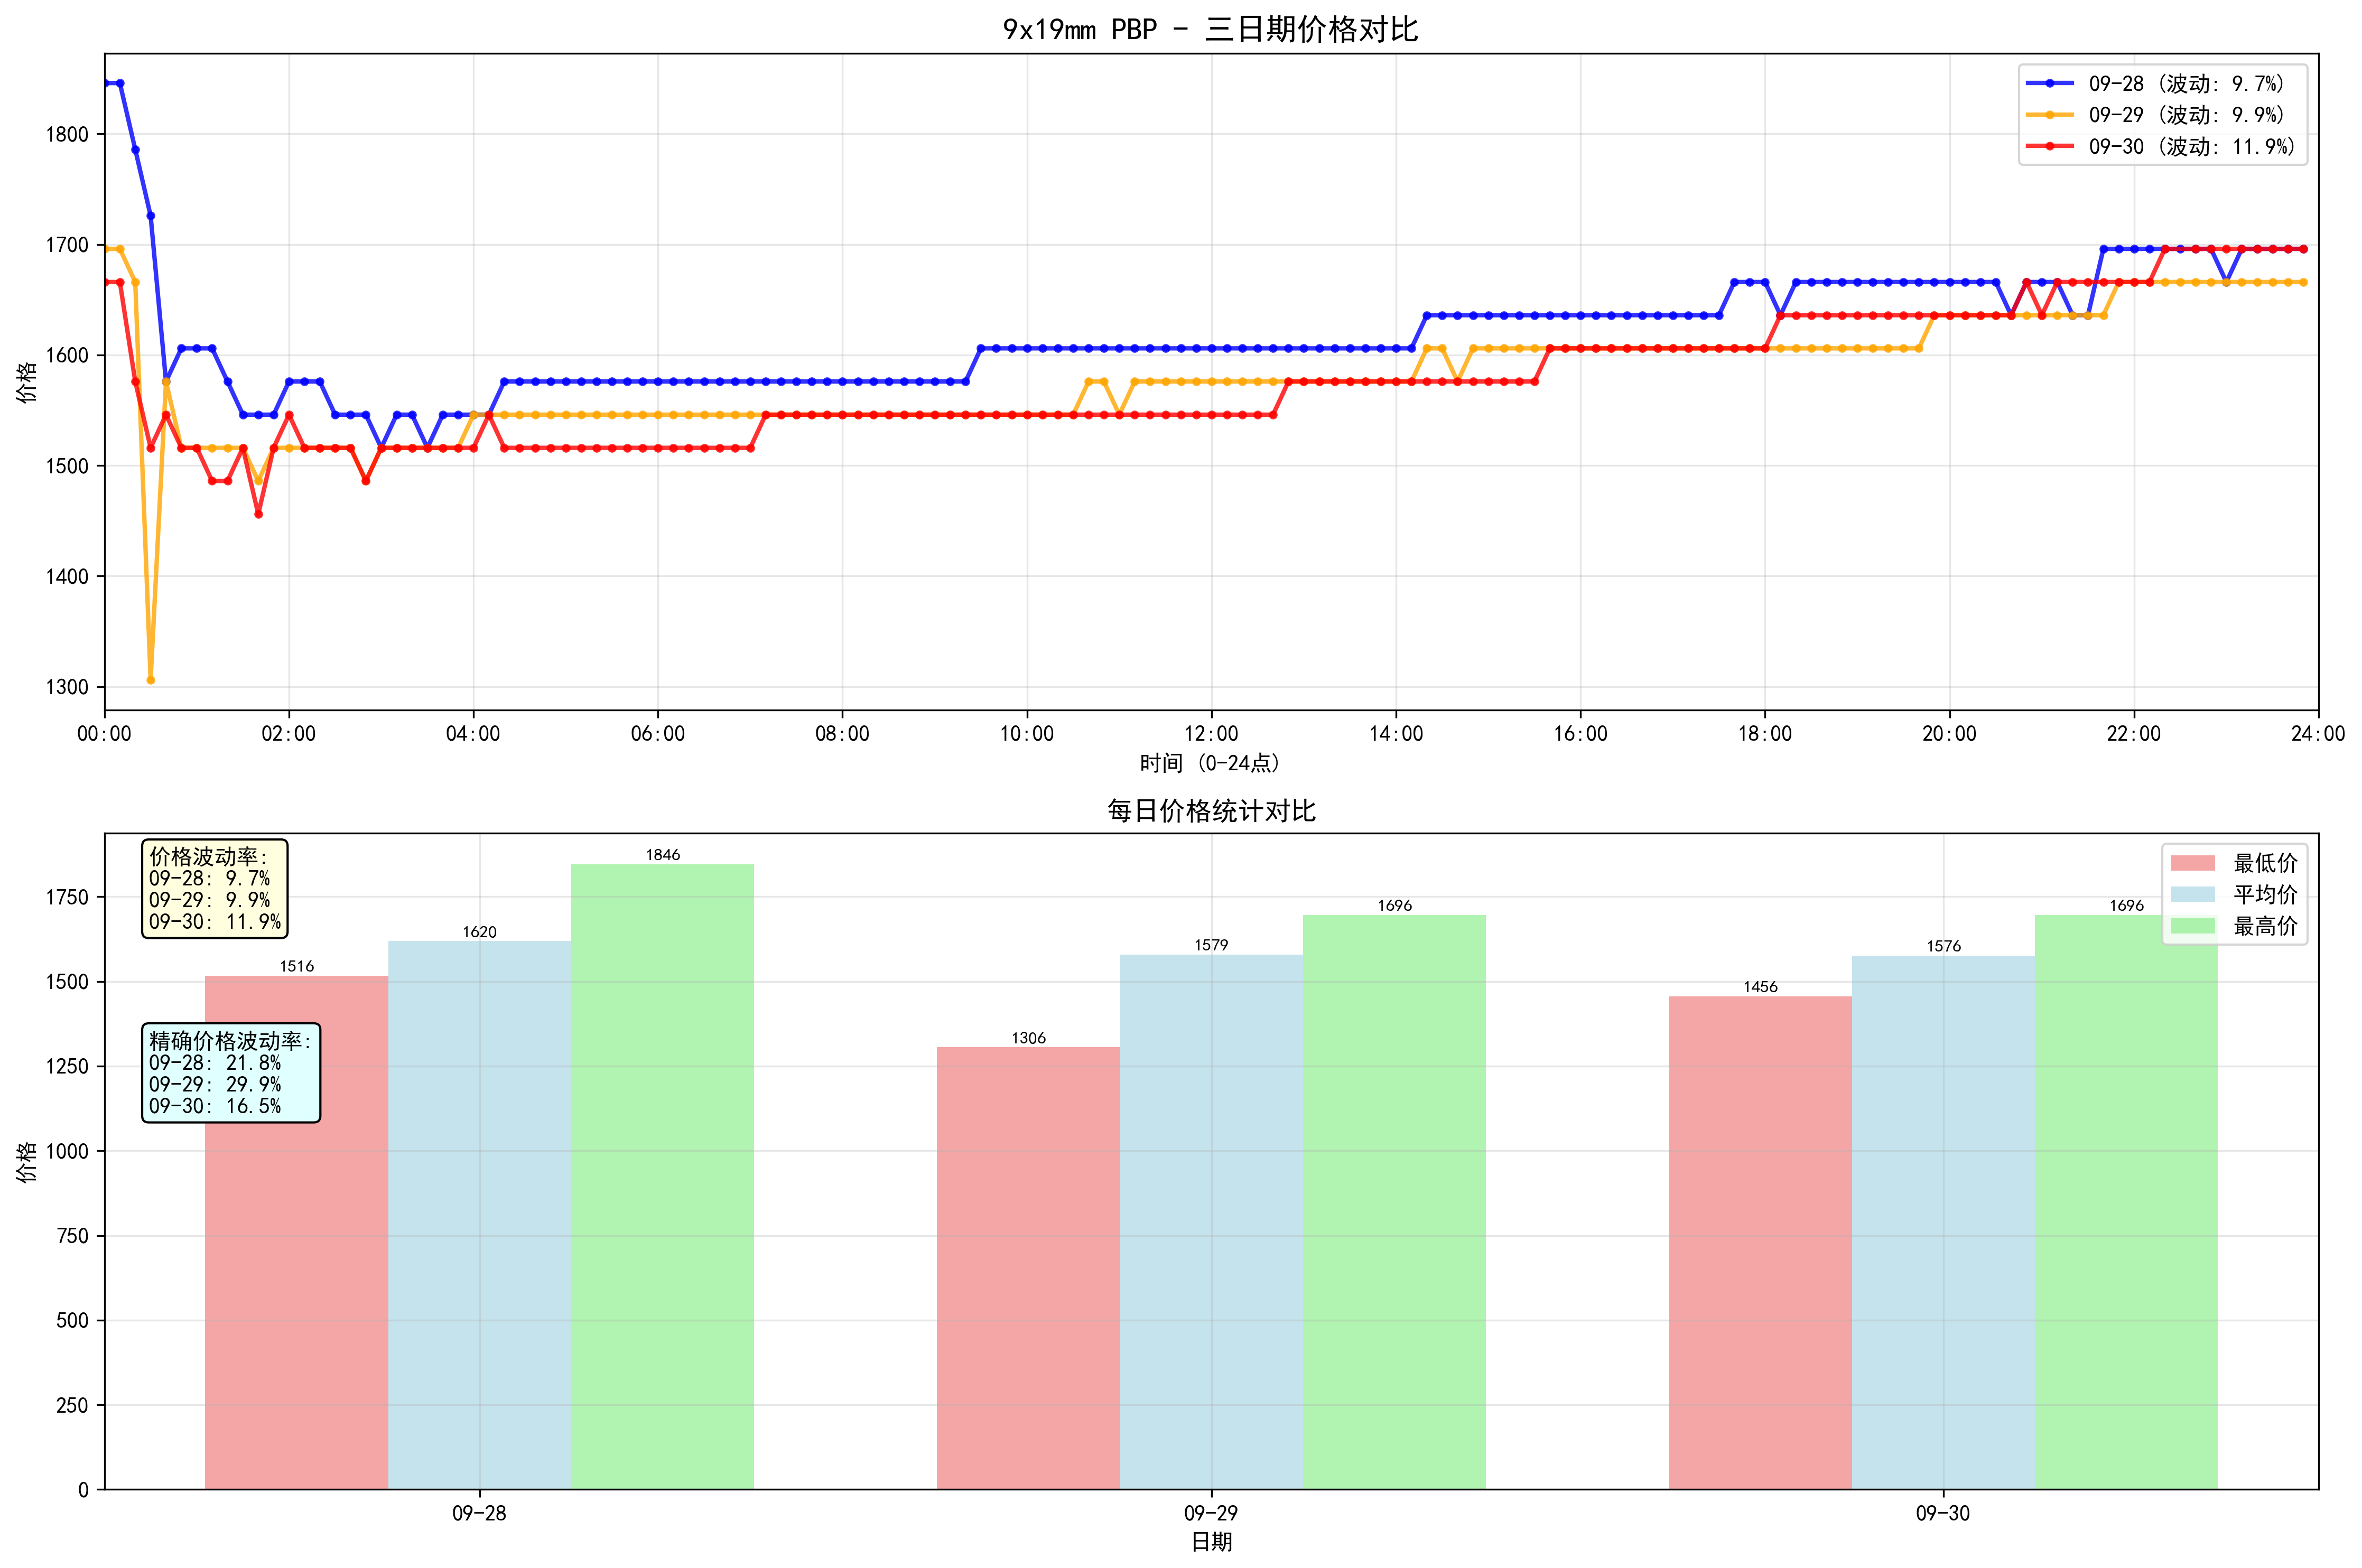 9x19mm PBP - 三日期价格对比
09-28 (波动: 9.7%)
09-29 (波动: 9.9%)
09-30 (波动: 11.9%)
价格
1800
1700
1600
1500
1400
1300
00:00 02:00 04:00 06:00 08:00 10:00 12:00 14:00 16:00 18:00 20:00 22:00 24:00
时间 (0-24点)
每日价格统计对比
价格波动率:
09-28: 9.7%
09-29: 9.9%
09-30: 11.9%
精确价格波动率:
09-28: 21.8%
09-29: 29.9%
09-30: 16.5%
最低价
平均价
最高价
1516 1620 1846
1306 1579 1696
1456 1576 1696
价格
1750
1500
1250
1000
750
500
250
0
09-28 09-29 09-30
日期